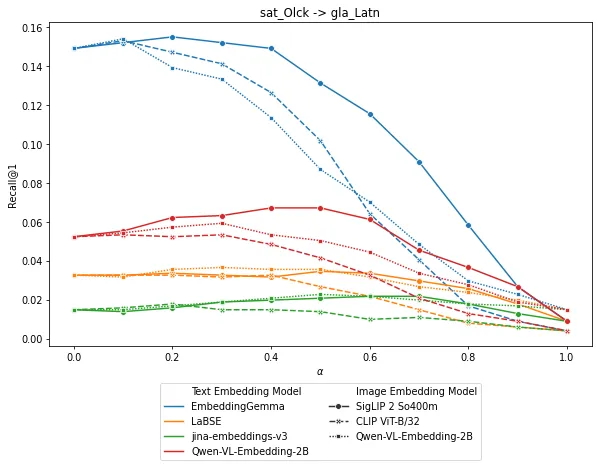 sat_Olck -> gla_Latn
Recall@1
0.16
0.14
0.12
0.10
0.08
0.06
0.04
0.02
0.00
0.0 0.2 0.4 0.6 0.8 1.0
α
Text Embedding Model
EmbeddingGemma
LaBSE
jina-embeddings-v3
Qwen-VL-Embedding-2B
Image Embedding Model
SigLIP 2 So400m
CLIP ViT-B/32
Qwen-VL-Embedding-2B